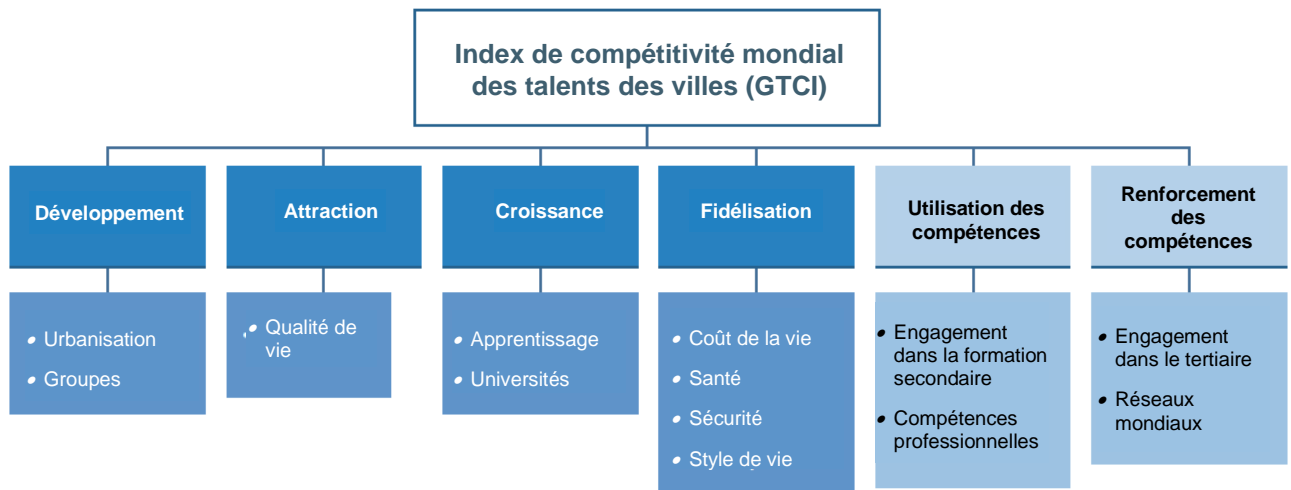 Index de compétitivité mondial
des talents des villes (GTCI)
Développement
Attraction
Croissance
Fidélisation
Utilisation des
compétences
Renforcement
des
compétences
• Urbanisation
• Groupes
• Qualité de
vie
• Apprentissage
• Universités
• Coût de la vie
• Santé
• Sécurité
• Style de vie
• Engagement
dans la formation
secondaire
• Compétences
professionnelles
• Engagement
dans le tertiaire
• Réseaux
mondiaux